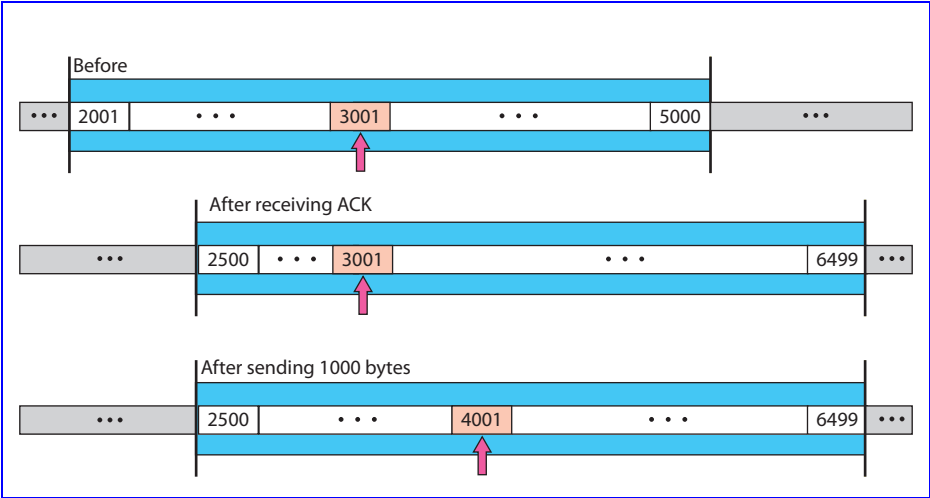 Before
••• 2001 • • • 3001 • • • 5000 •••
After receiving ACK
••• 2500 • • • 3001 • • • 6499 •••
After sending 1000 bytes
••• 2500 • • • 4001 • • • 6499 •••